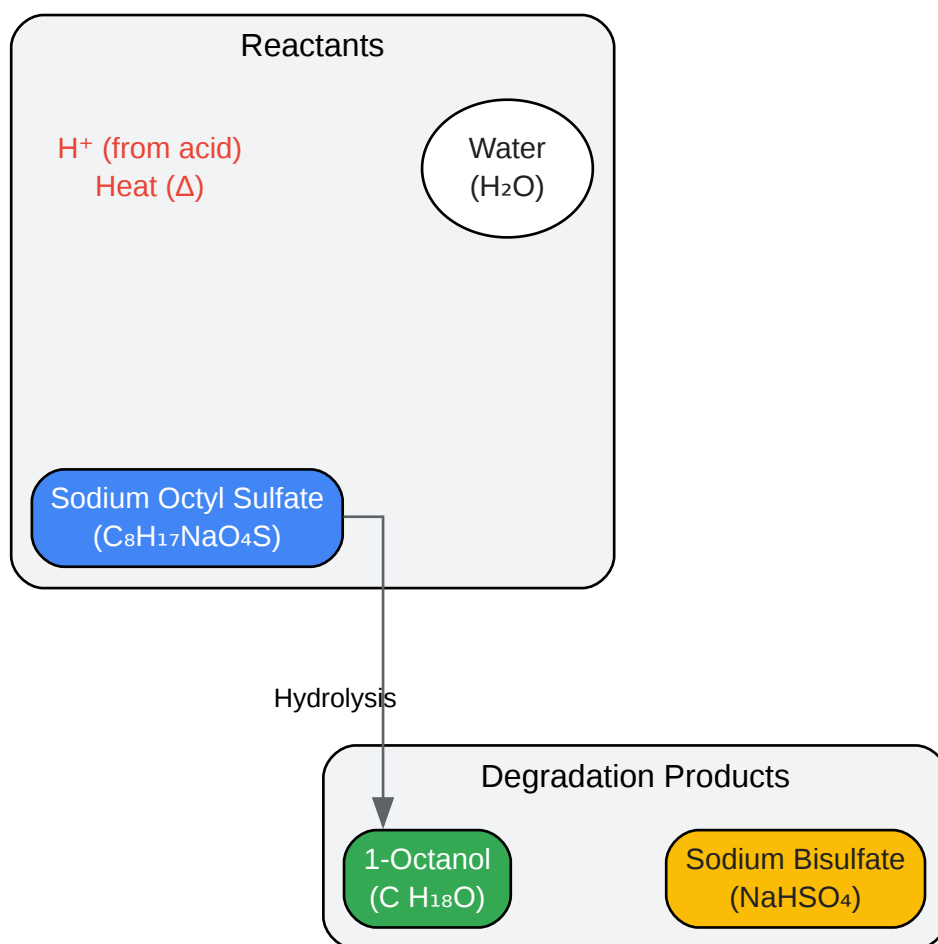 Reactants
H⁺ (from acid)
Heat (Δ)
Water
(H₂O)
Sodium Octyl Sulfate
(C₈H₁₇NaO₄S)
Hydrolysis
Degradation Products
1-Octanol
(C H₁₈O)
Sodium Bisulfate
(NaHSO₄)